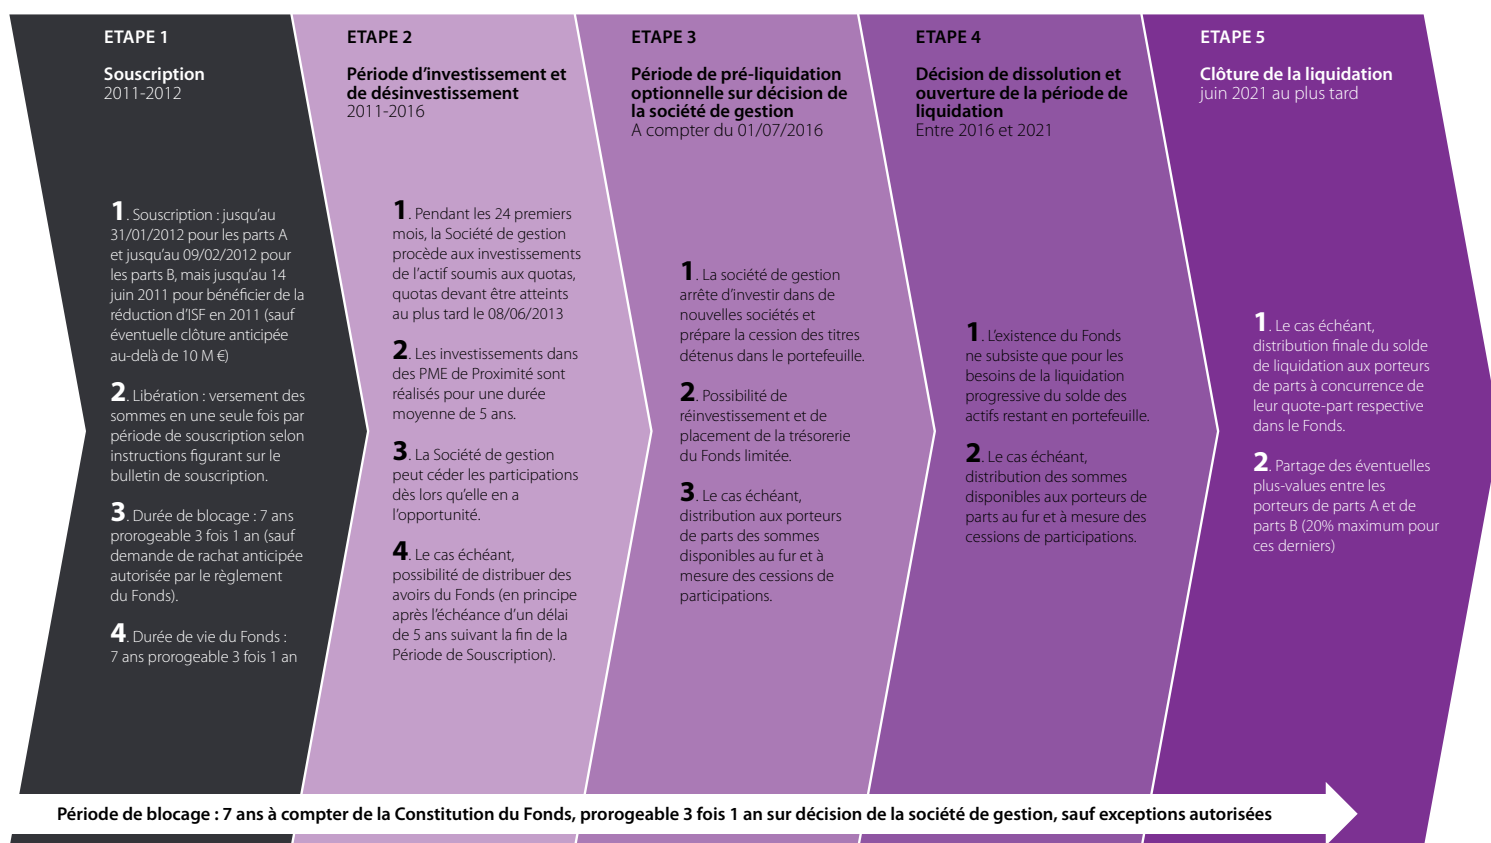 ETAPE 1
Souscription
2011-2012
1. Souscription : jusqu’au
31/01/2012 pour les parts A
et jusqu’au 09/02/2012 pour
les parts B, mais jusqu’au 14
juin 2011 pour bénéficier de la
réduction d’ISF en 2011 (sauf
éventuelle clôture anticipée
au-delà de 10 M €)
2. Libération : versement des
sommes en une seule fois par
période de souscription selon
instructions figurant sur le
bulletin de souscription.
3. Durée de blocage : 7 ans
prorogeable 3 fois 1 an (sauf
demande de rachat anticipée
autorisée par le règlement
du Fonds).
4. Durée de vie du Fonds :
7 ans prorogeable 3 fois 1 an
ETAPE 2
Période d’investissement et
de désinvestissement
2011-2016
1. Pendant les 24 premiers
mois, la Société de gestion
procède aux investissements
de l’actif soumis aux quotas,
quotas devant être atteints
au plus tard le 08/06/2013
2. Les investissements dans
des PME de Proximité sont
réalisés pour une durée
moyenne de 5 ans.
3. La Société de gestion
peut céder les participations
dès lors qu’elle en a
l’opportunité.
4. Le cas échéant,
possibilité de distribuer des
avoirs du Fonds (en principe
après l’échéance d’un délai
de 5 ans suivant la fin de la
Période de Souscription).
ETAPE 3
Période de pré-liquidation
optionnelle sur décision de
la société de gestion
A compter du 01/07/2016
1. La société de gestion
arrête d’investir dans de
nouvelles sociétés et
prépare la cession des titres
détenus dans le portefeuille.
2. Possibilité de
réinvestissement et de
placement de la trésorerie
du Fonds limitée.
3. Le cas échéant,
distribution aux porteurs
de parts des sommes
disponibles au fur et à
mesure des cessions de
participations.
ETAPE 4
Décision de dissolution et
ouverture de la période de
liquidation
Entre 2016 et 2021
1. L’existence du Fonds
ne subsiste que pour les
besoins de la liquidation
progressive du solde des
actifs restant en portefeuille.
2. Le cas échéant,
distribution des sommes
disponibles aux porteurs de
parts au fur et à mesure des
cessions de participations.
ETAPE 5
Clôture de la liquidation
juin 2021 au plus tard
1. Le cas échéant,
distribution finale du solde
de liquidation aux porteurs
de parts à concurrence de
leur quote-part respective
dans le Fonds.
2. Partage des éventuelles
plus-values entre les
porteurs de parts A et de
parts B (20% maximum pour
ces derniers)
Période de blocage : 7 ans à compter de la Constitution du Fonds, prorogeable 3 fois 1 an sur décision de la société de gestion, sauf exceptions autorisées